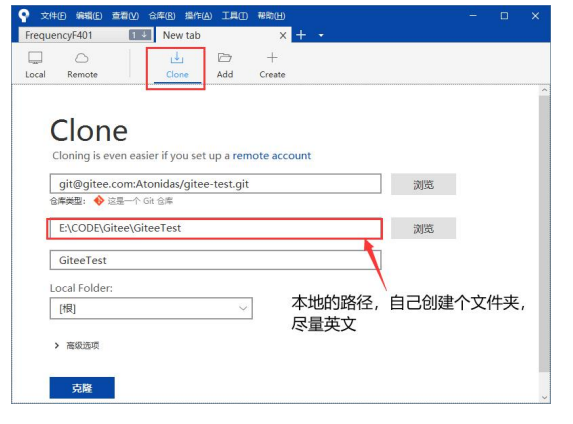 文件(F) 编辑(E) 查看(V) 仓库(R) 操作(A) 工具(T) 帮助(H)
FrequencyF401 1 New tab
Local Remote Clone Add Create
Clone
Cloning is even easier if you set up a remote account
git@gitee.com:Atonidas/gitee-test.git 浏览
仓库类型: 这是一个 Git 仓库
E:\CODE\Gitee\GiteeTest 浏览
GiteeTest
Local Folder:
[根]
本地的路径，自己创建个文件夹，
尽量英文
高级选项
克隆